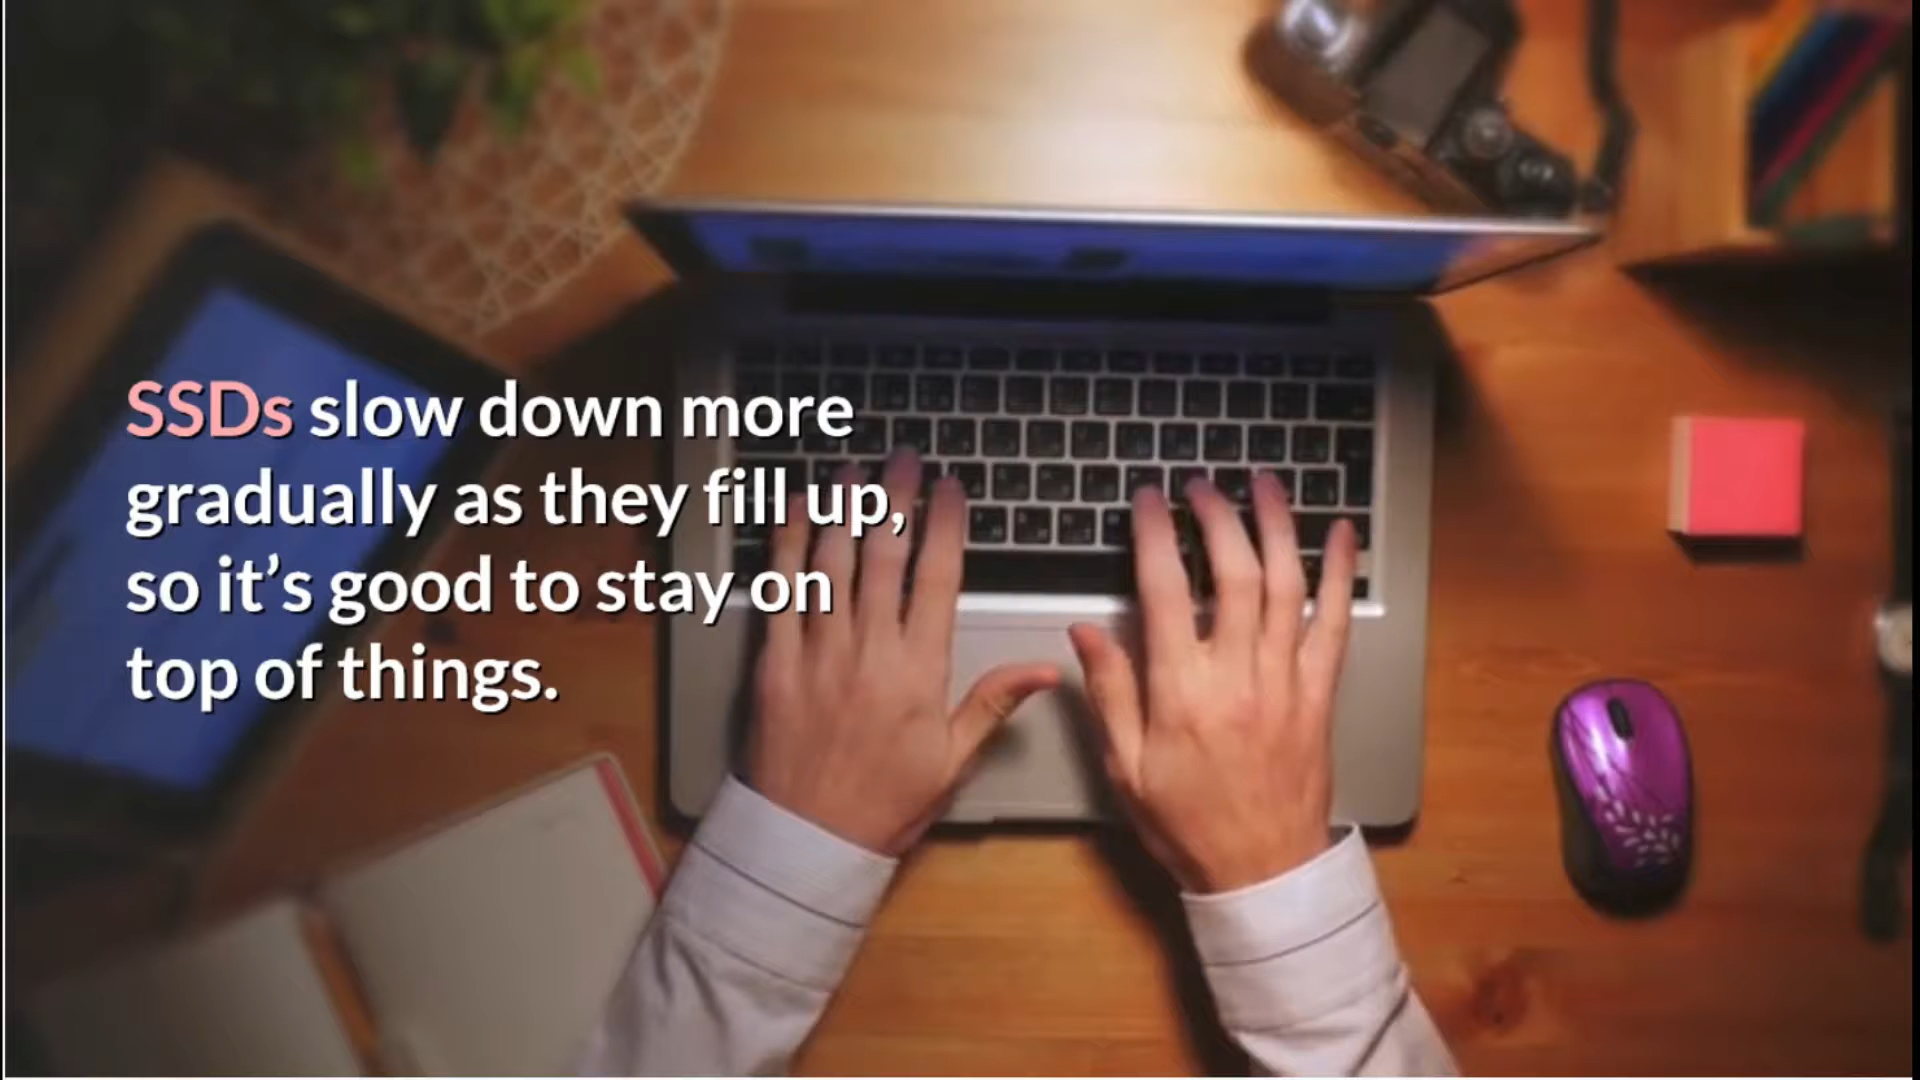 SSDs slow down more
gradually as they fill up,
so it’s good to stay on
top of things.